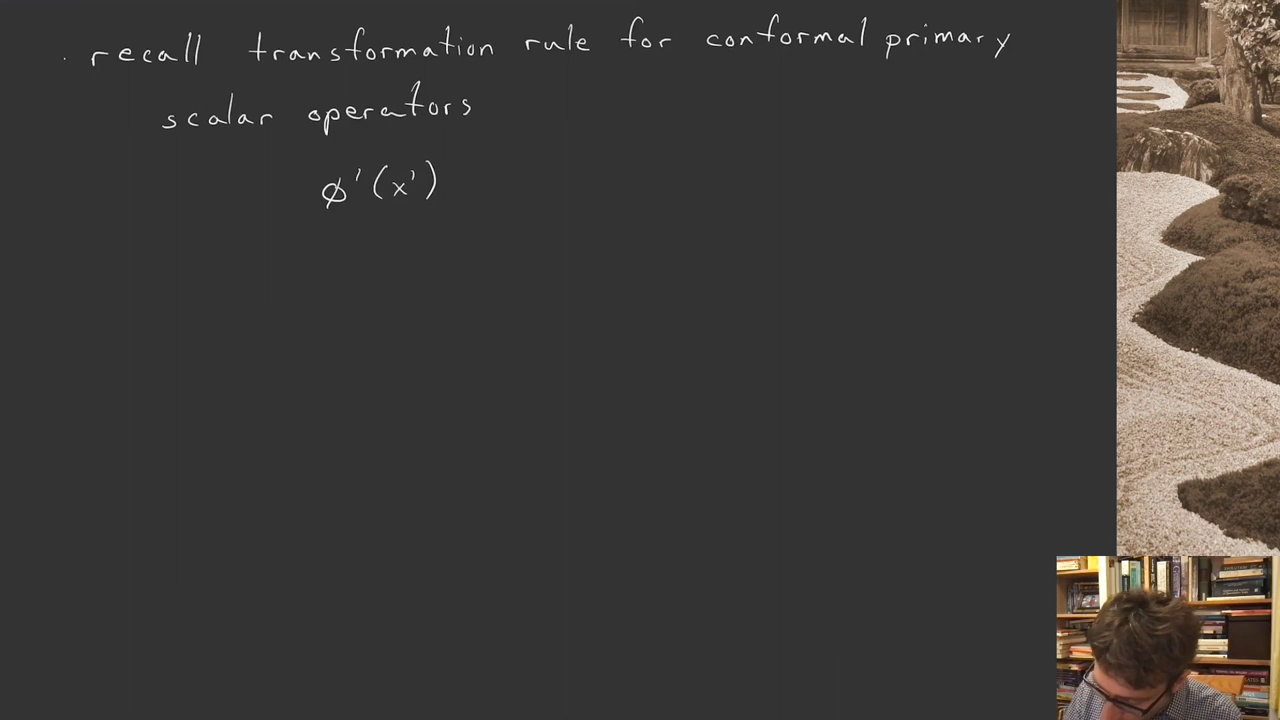 · recall transformation rule for conformal primary
scalar operators
φ'(x')